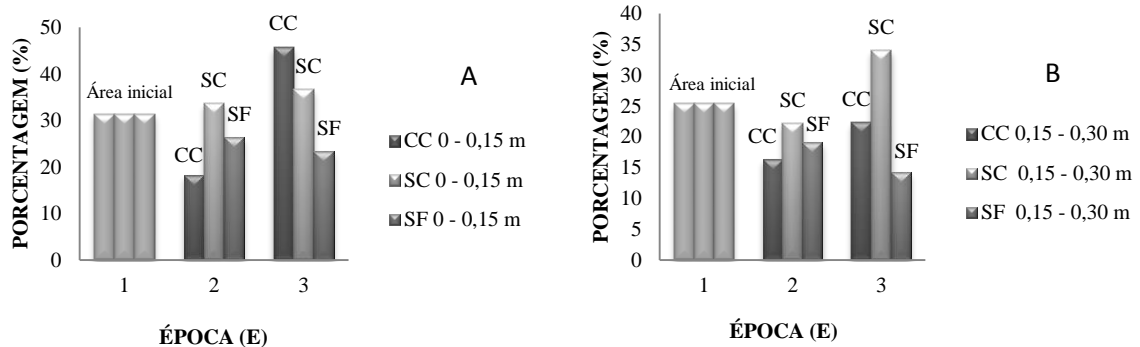 PORCENTAGEM (%)
50
40
30
20
10
0
Área inicial
CC
SC
SF
CC
SC
SF
1
2
3
ÉPOCA (E)
A
CC 0 - 0,15 m
SC 0 - 0,15 m
SF 0 - 0,15 m
PORCENTAGEM (%)
40
35
30
25
20
15
10
5
0
Área inicial
CC
SC
SF
CC
SC
SF
1
2
3
ÉPOCA (E)
B
CC 0,15 - 0,30 m
SC 0,15 - 0,30 m
SF 0,15 - 0,30 m